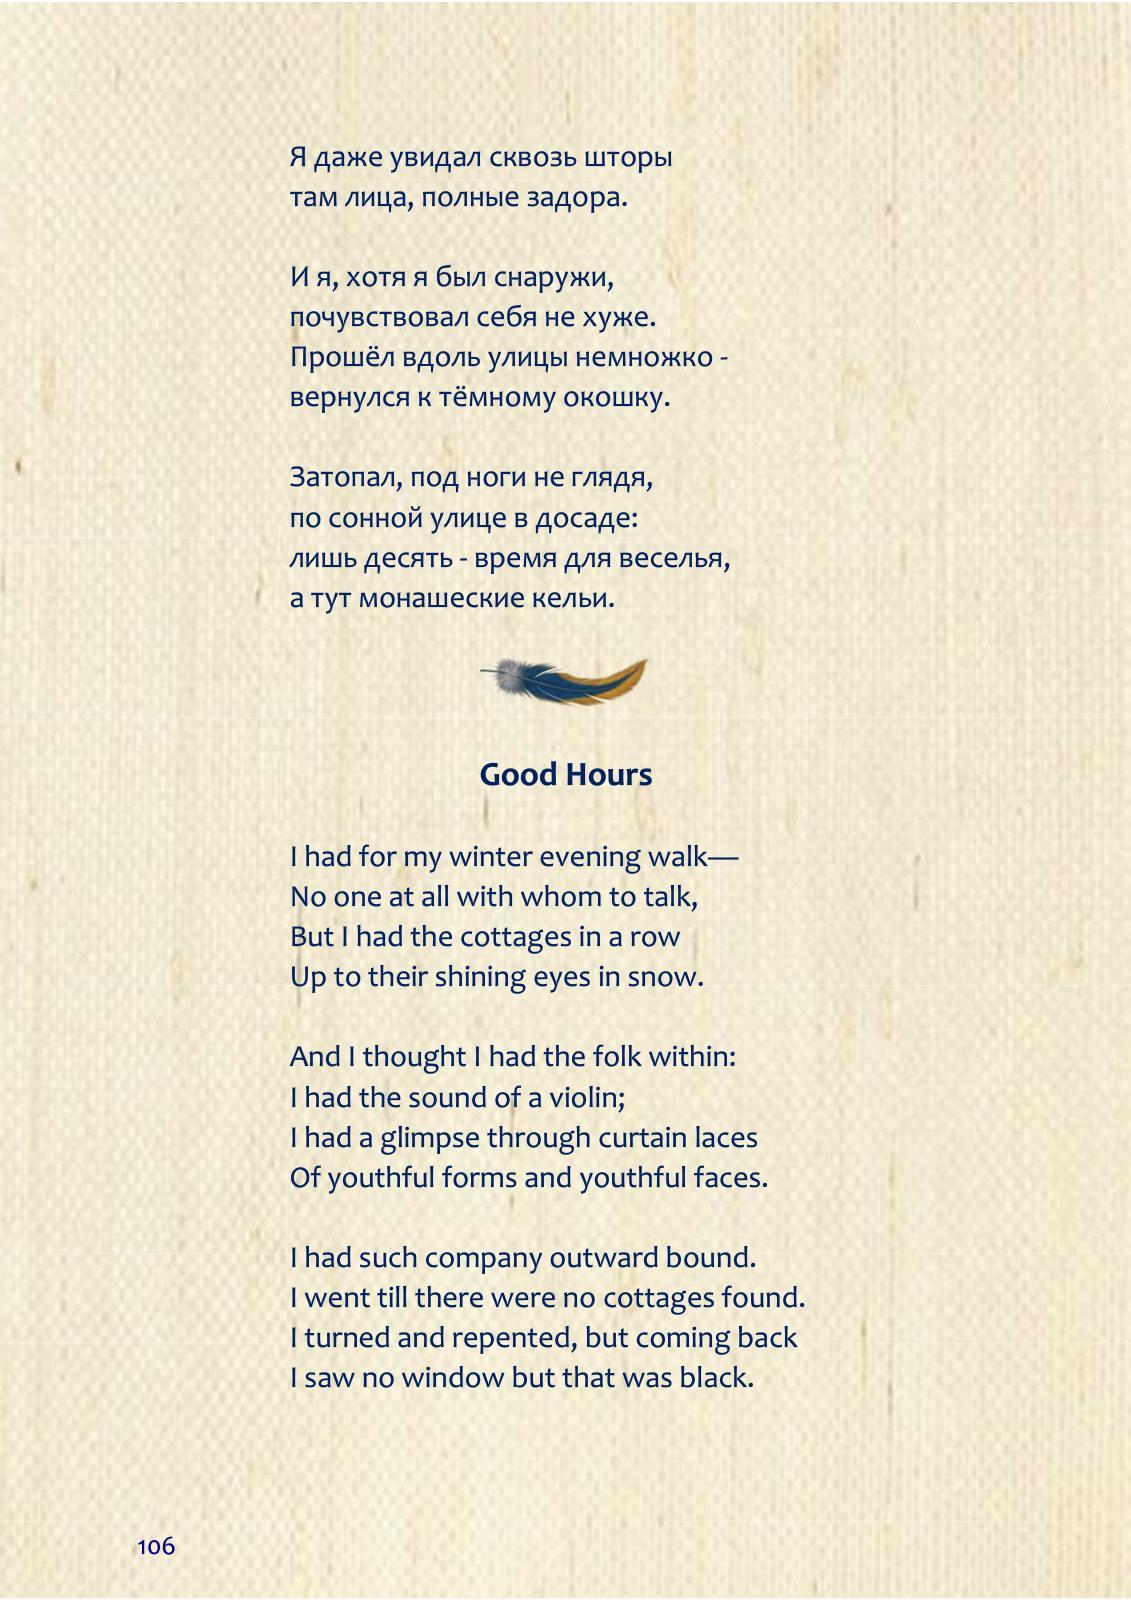 Я даже увидал сквозь шторы
там лица, полные задора.
И я, хотя я был снаружи,
почувствовал себя не хуже.
Прошёл вдоль улицы немножко -
вернулся к тёмному окошку.
Затопал, под ноги не глядя,
по сонной улице в досаде:
лишь десять - время для веселья,
а тут монашеские кельи.
Good Hours
I had for my winter evening walk—
No one at all with whom to talk,
But I had the cottages in a row
Up to their shining eyes in snow.
And I thought I had the folk within:
I had the sound of a violin;
I had a glimpse through curtain laces
Of youthful forms and youthful faces.
I had such company outward bound.
I went till there were no cottages found.
I turned and repented, but coming back
I saw no window but that was black.
106